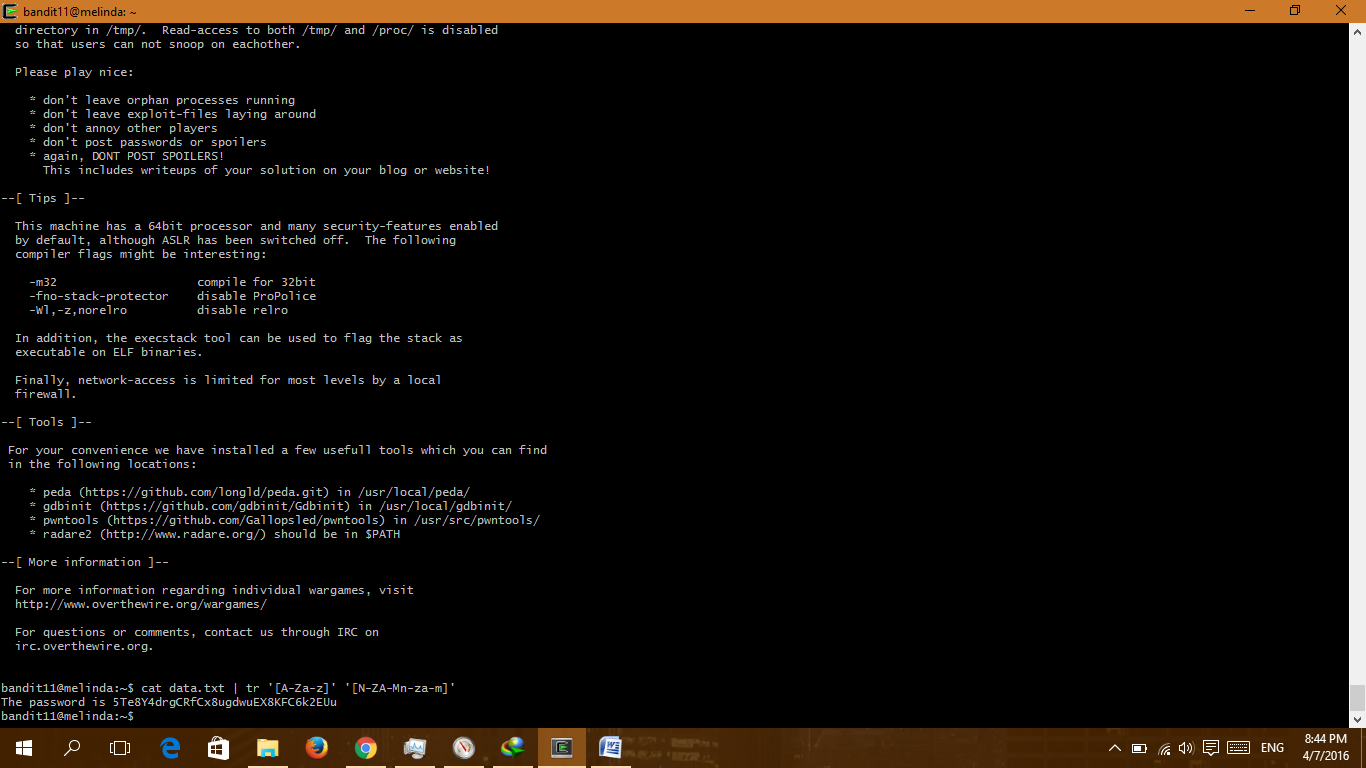 bandit11@melinda: ~
directory in /tmp/.  Read-access to both /tmp/ and /proc/ is disabled
so that users can not snoop on eachother.
Please play nice:
* don't leave orphan processes running
* don't leave exploit-files laying around
* don't annoy other players
* don't post passwords or spoilers
* again, DONT POST SPOILERS!
This includes writeups of your solution on your blog or website!
--[ Tips ]--
This machine has a 64bit processor and many security-features enabled
by default, although ASLR has been switched off.  The following
compiler flags might be interesting:
-m32                    compile for 32bit
-fno-stack-protector    disable ProPolice
-Wl,-z,norelro          disable relro
In addition, the execstack tool can be used to flag the stack as
executable on ELF binaries.
Finally, network-access is limited for most levels by a local
firewall.
--[ Tools ]--
For your convenience we have installed a few usefull tools which you can find
in the following locations:
* peda (https://github.com/longld/peda.git) in /usr/local/peda/
* gdbinit (https://github.com/gdbinit/Gdbinit) in /usr/local/gdbinit/
* pwntools (https://github.com/Gallopsled/pwntools) in /usr/src/pwntools/
* radare2 (http://www.radare.org/) should be in $PATH
--[ More information ]--
For more information regarding individual wargames, visit
http://www.overthewire.org/wargames/
For questions or comments, contact us through IRC on
irc.overthewire.org.
bandit11@melinda:~$ cat data.txt | tr '[A-Za-z]' '[N-ZA-Mn-za-m]'
The password is 5Te8Y4drgCRfCx8ugdwuEX8KFC6k2EUu
bandit11@melinda:~$
ENG
8:44 PM
4/7/2016